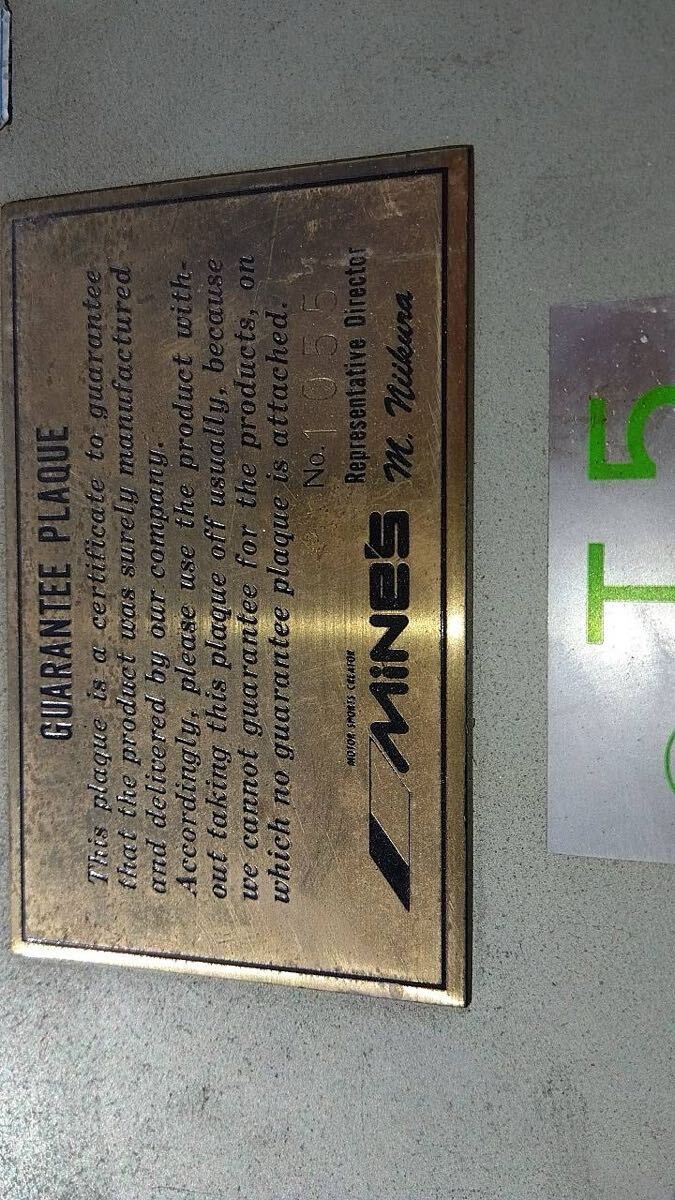 GUARANTEE PLAQUE
This plaque is a certificate to guarantee
that the product was surely manufactured
and delivered by our company.
Accordingly, please use the product with-
out taking this plaque off usually, because
we cannot guarantee for the products, on
which no guarantee plaque is attached.
No. 1055
MOTOR SPORTS CREATOR
MiNE'S
Representative Director
M. Niikura
T5